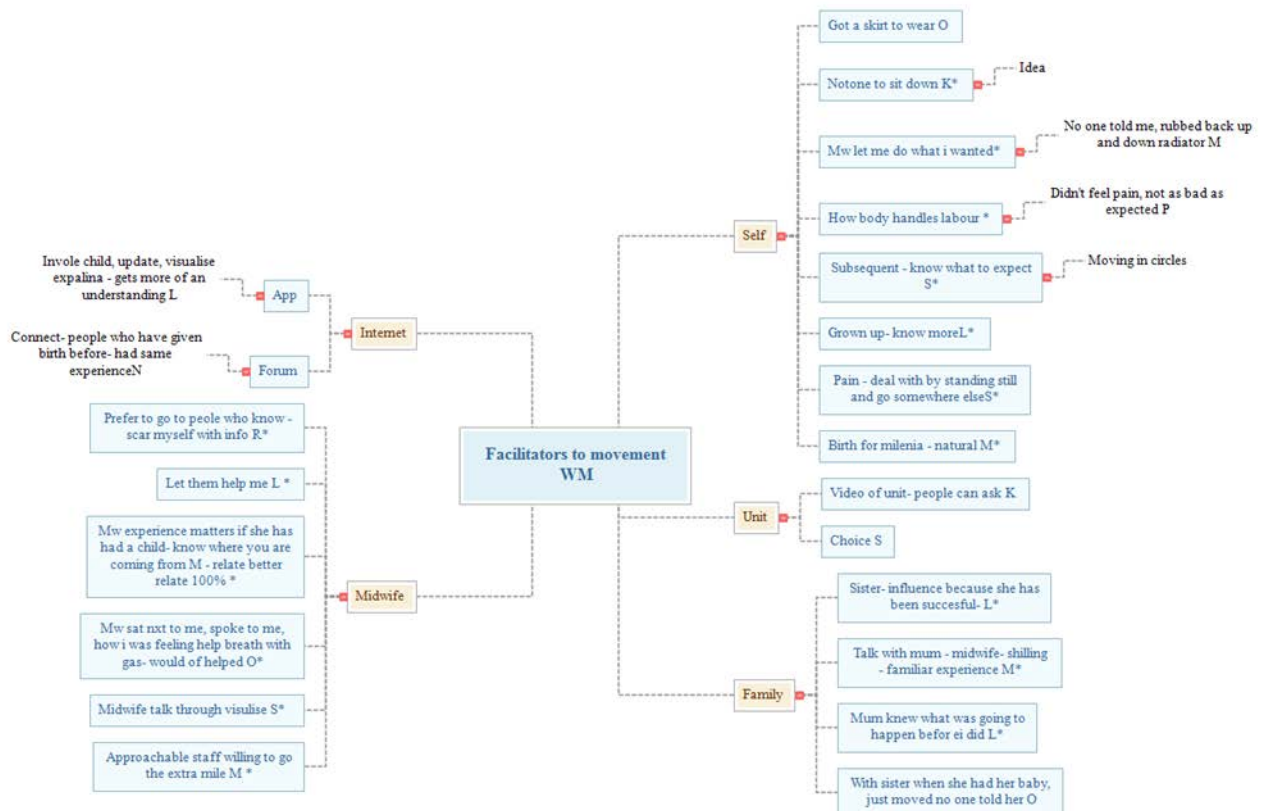 Facilitators to movement
WM
Self
Got a skirt to wear O
Notone to sit down K*
Idea
Mw let me do what i wanted*
No one told me, rubbed back up
and down radiator M
How body handles labour *
Didn't feel pain, not as bad as
expected P
Subsequent - know what to expect
S*
Moving in circles
Grown up- know moreL*
Pain - deal with by standing still
and go somewhere elseS*
Birth for milenia - natural M*
Unit
Video of unit- people can ask K
Choice S
Family
Sister- influence because she has
been succesful- L*
Talk with mum - midwife- shilling
- familiar experience M*
Mum knew what was going to
happen befor ei did L*
With sister when she had her baby,
just moved no one told her O
Internet
App
Invole child, update, visualise
expalina - gets more of an
understanding L
Forum
Connect- people who have given
birth before- had same
experienceN
Midwife
Prefer to go to peole who know -
scar myself with info R*
Let them help me L *
Mw experience matters if she has
had a child- know where you are
coming from M - relate better
relate 100% *
Mw sat nxt to me, spoke to me,
how i was feeling help breath with
gas- would of helped O*
Midwife talk through visulise S*
Approachable staff willing to go
the extra mile M *